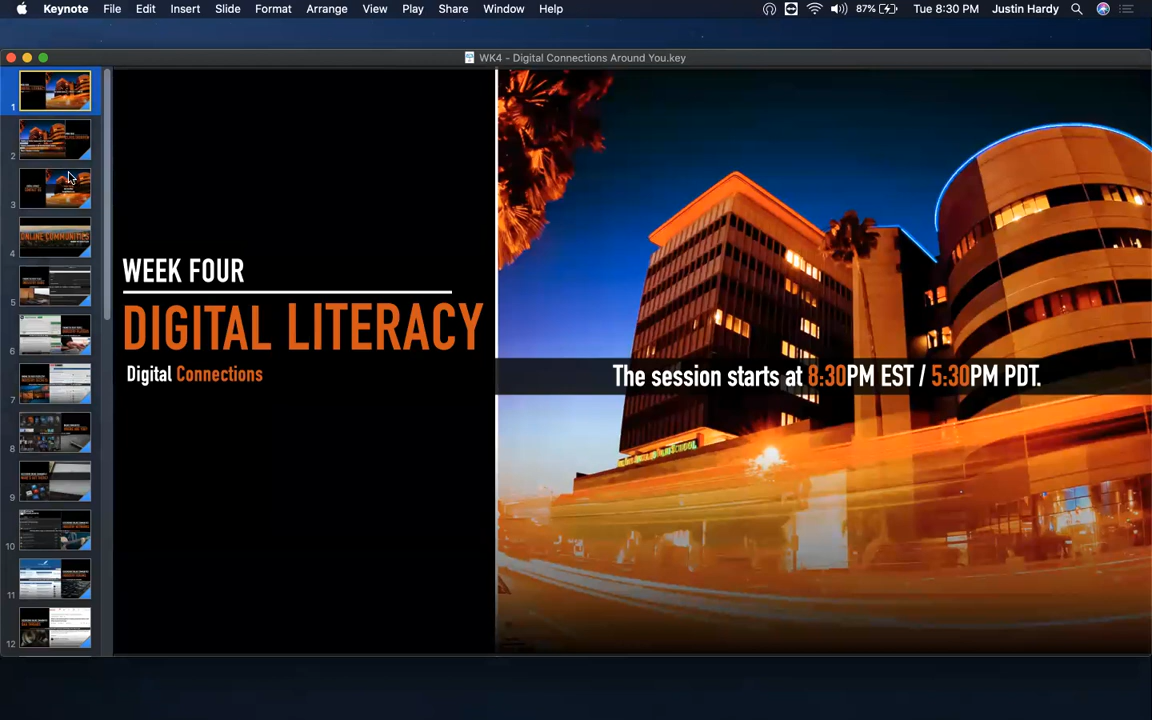 Keynote File Edit Insert Slide Format Arrange View Play Share Window Help 87% Tue 8:30 PM Justin Hardy
WK4 - Digital Connections Around You.key
1
2
3
4
5
6
7
8
9
10
11
12
ONLINE COMMUNITIES
WEEK FOUR
DIGITAL LITERACY
Digital Connections
The session starts at 8:30PM EST / 5:30PM PDT.